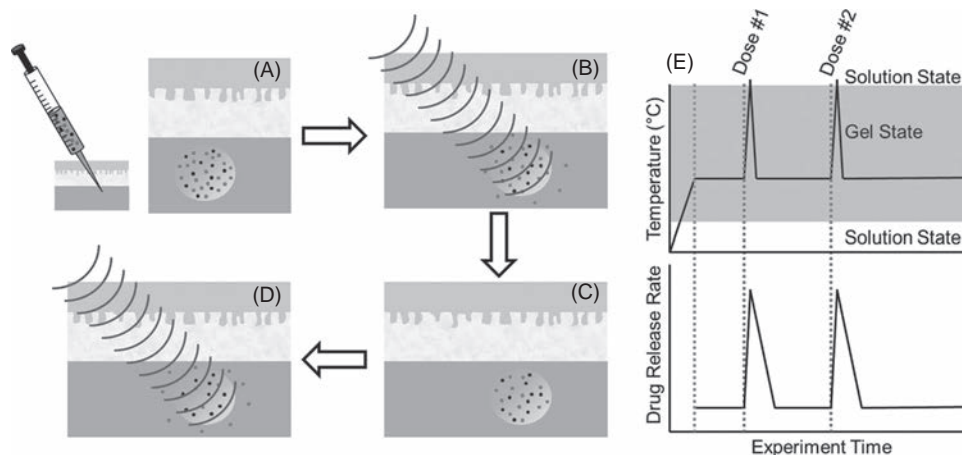 (A)
(B)
(C)
(D)
(E)
Dose #1
Dose #2
Solution State
Gel State
Solution State
Temperature (°C)
Drug Release Rate
Experiment Time